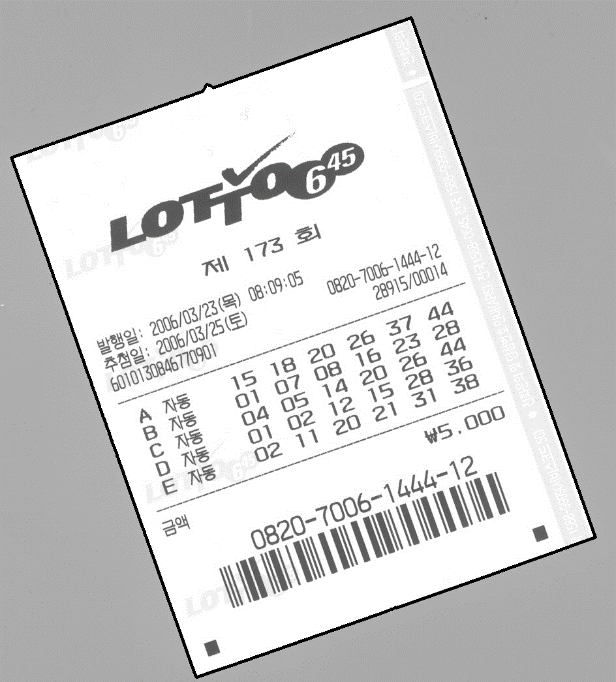 LOTTO 6 45
제 173 회
발행일: 2006/03/23(목) 08:09:05 0820-7006-1444-12
추첨일: 2006/03/25(토) 28915/00014
6010130846770901
A 자동 15 18 20 26 37 44
B 자동 01 07 08 16 23 28
C 자동 04 05 14 20 26 44
D 자동 01 02 12 15 28 36
E 자동 02 11 20 21 31 38
금액 ₩5.000
0820-7006-1444-12